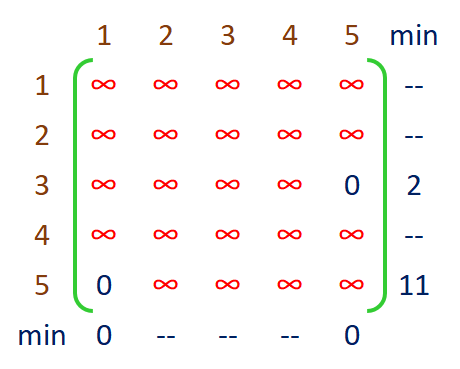 1 2 3 4 5 min
1 ∞ ∞ ∞ ∞ ∞ --
2 ∞ ∞ ∞ ∞ ∞ --
3 ∞ ∞ ∞ ∞ 0 2
4 ∞ ∞ ∞ ∞ ∞ --
5 0 ∞ ∞ ∞ ∞ 11
min 0 -- -- -- 0